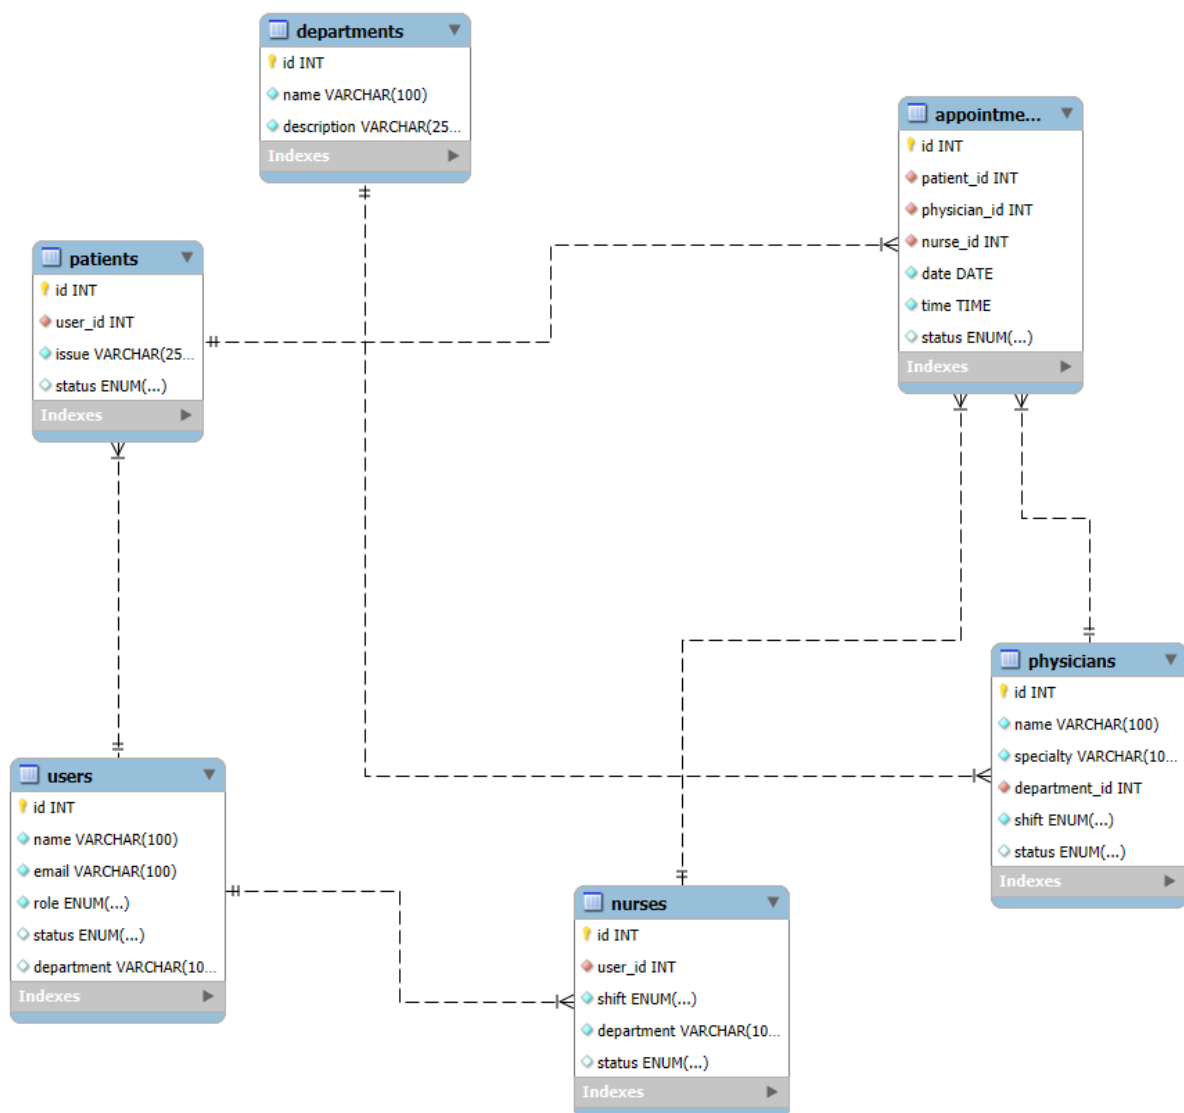 departments
id INT
name VARCHAR(100)
description VARCHAR(25...
Indexes
appointme...
id INT
patient_id INT
physician_id INT
nurse_id INT
date DATE
time TIME
status ENUM(...)
Indexes
patients
id INT
user_id INT
issue VARCHAR(25...
status ENUM(...)
Indexes
physicians
id INT
name VARCHAR(100)
specialty VARCHAR(10...
department_id INT
shift ENUM(...)
status ENUM(...)
Indexes
users
id INT
name VARCHAR(100)
email VARCHAR(100)
role ENUM(...)
status ENUM(...)
department VARCHAR(10...
Indexes
nurses
id INT
user_id INT
shift ENUM(...)
department VARCHAR(10...
status ENUM(...)
Indexes